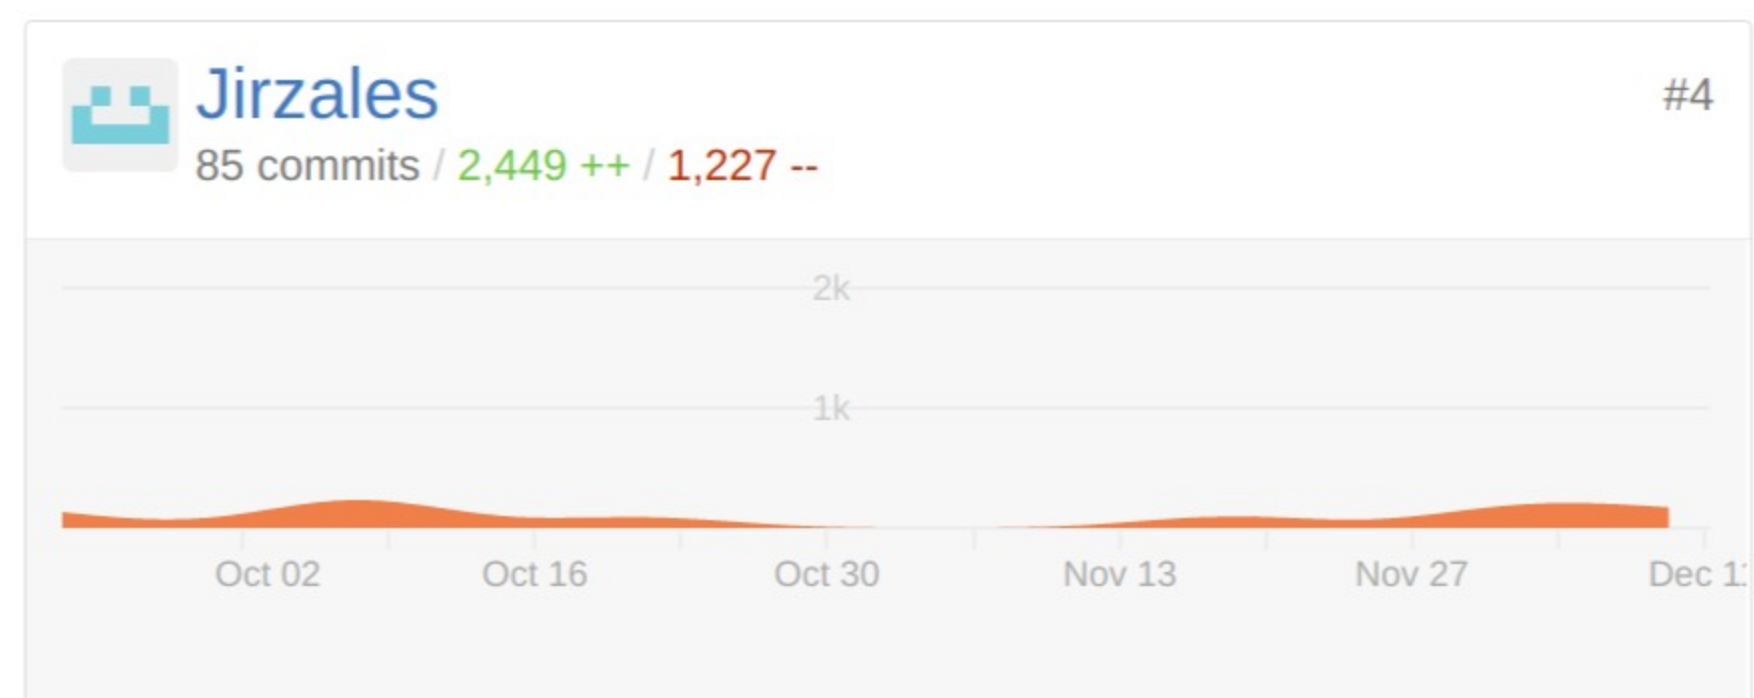 Jirzales
#4
85 commits / 2,449 ++ / 1,227 --
2k
1k
Oct 02 Oct 16 Oct 30 Nov 13 Nov 27 Dec